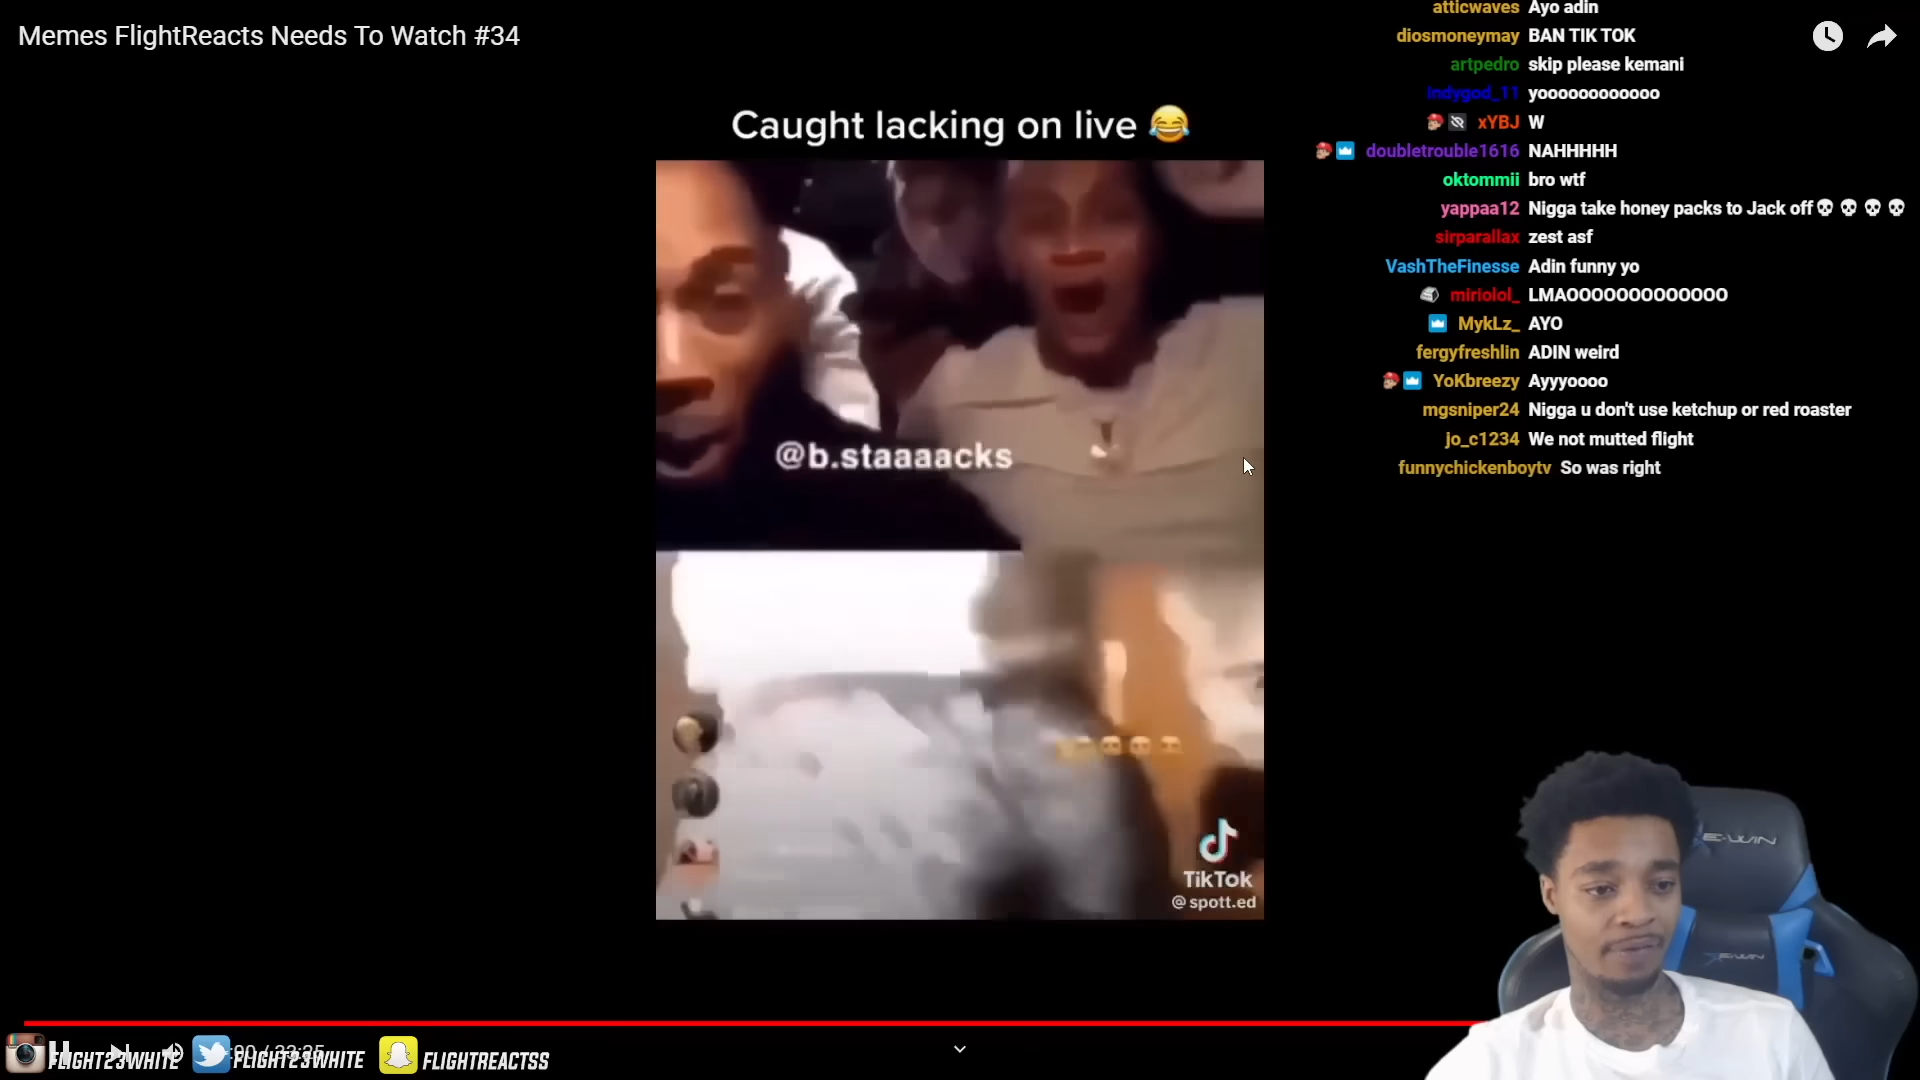 Memes FlightReacts Needs To Watch #34
Caught lacking on live 😂
@b.staaaacks
TikTok
@spott.ed
atticwaves Ayo adin
diosmoneymay BAN TIK TOK
artpedro skip please kemani
Indygod_11 yoooooooooooo
xYBJ W
doubletrouble1616 NAHHHHH
oktommii bro wtf
yappaa12 Nigga take honey packs to Jack off💀💀💀💀
sirparallax zest asf
VashTheFinesse Adin funny yo
miriolol_ LMAOOOOOOOOOOOOO
MykLz_ AYO
fergyfreshlin ADIN weird
YoKbreezy Ayyyoooo
mgsniper24 Nigga u don't use ketchup or red roaster
jo_c1234 We not mutted flight
funnychickenboytv So was right
E-WIN
E-WIN
FLIGHT23WHITE
FLIGHT23WHITE
FLIGHTREACTSS